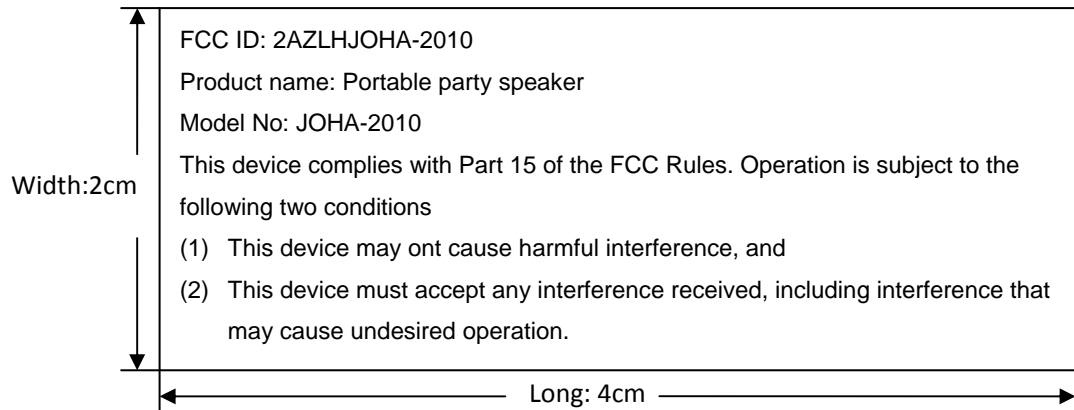 FCC ID: 2AZLHJOHA-2010
Product name: Portable party speaker
Model No: JOHA-2010
This device complies with Part 15 of the FCC Rules. Operation is subject to the
Width:2cm
following two conditions
(1) This device may ont cause harmful interference, and
(2) This device must accept any interference received, including interference that
may cause undesired operation.
Long: 4cm